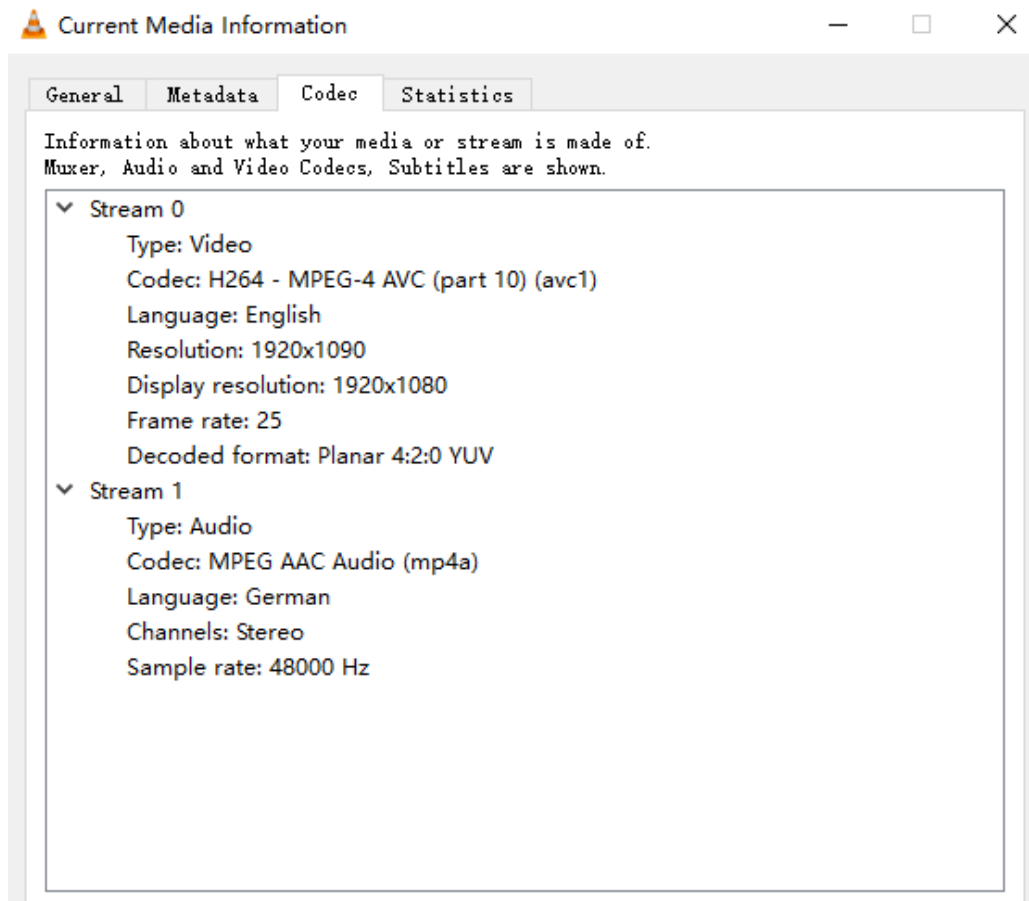 Current Media Information
General Metadata Codec Statistics
Information about what your media or stream is made of.
Muxer, Audio and Video Codecs, Subtitles are shown.
Stream 0
Type: Video
Codec: H264 - MPEG-4 AVC (part 10) (avc1)
Language: English
Resolution: 1920x1090
Display resolution: 1920x1080
Frame rate: 25
Decoded format: Planar 4:2:0 YUV
Stream 1
Type: Audio
Codec: MPEG AAC Audio (mp4a)
Language: German
Channels: Stereo
Sample rate: 48000 Hz